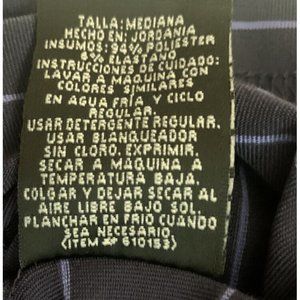 TALLA: MEDIANA
HECHO EN: JORDANIA
INSUMOS: 94% POLIESTER
6% ELASTANO
INSTRUCCIONES DE CUIDADO:
LAVAR A MAQUINA CON
COLORES SIMILARES
EN AGUA FRÍA Y CICLO
REGULAR.
USAR DETERGENTE REGULAR.
USAR BLANQUEADOR
SIN CLORO. EXPRIMIR.
SECAR A MAQUINA A
TEMPERATURA BAJA.
COLGAR Y DEJAR SECAR AL
AIRE LIBRE BAJO SOL.
PLANCHAR EN FRIO CUANDO
SEA NECESARIO
(ITEM # 610153)